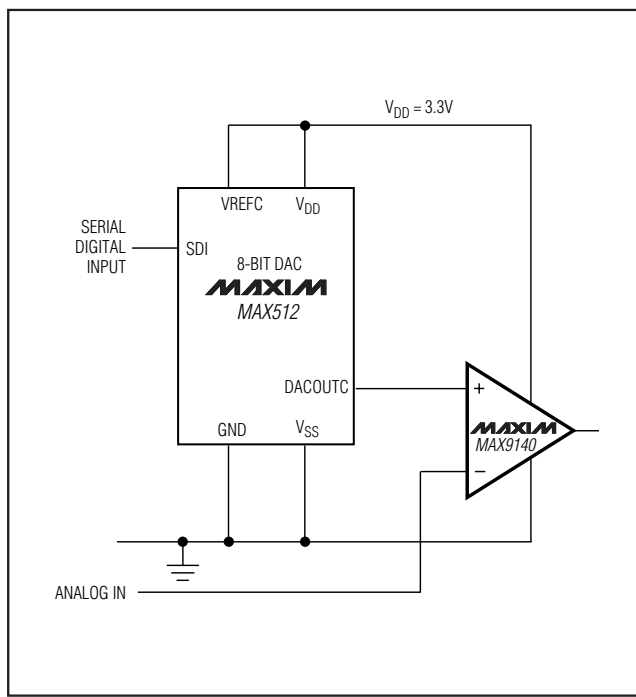 V_DD = 3.3V
VREFC
V_DD
SERIAL
DIGITAL
INPUT
SDI
8-BIT DAC
MAXIM
MAX512
DACOUTC
+
MAXIM
MAX9140
−
GND
V_SS
ANALOG IN